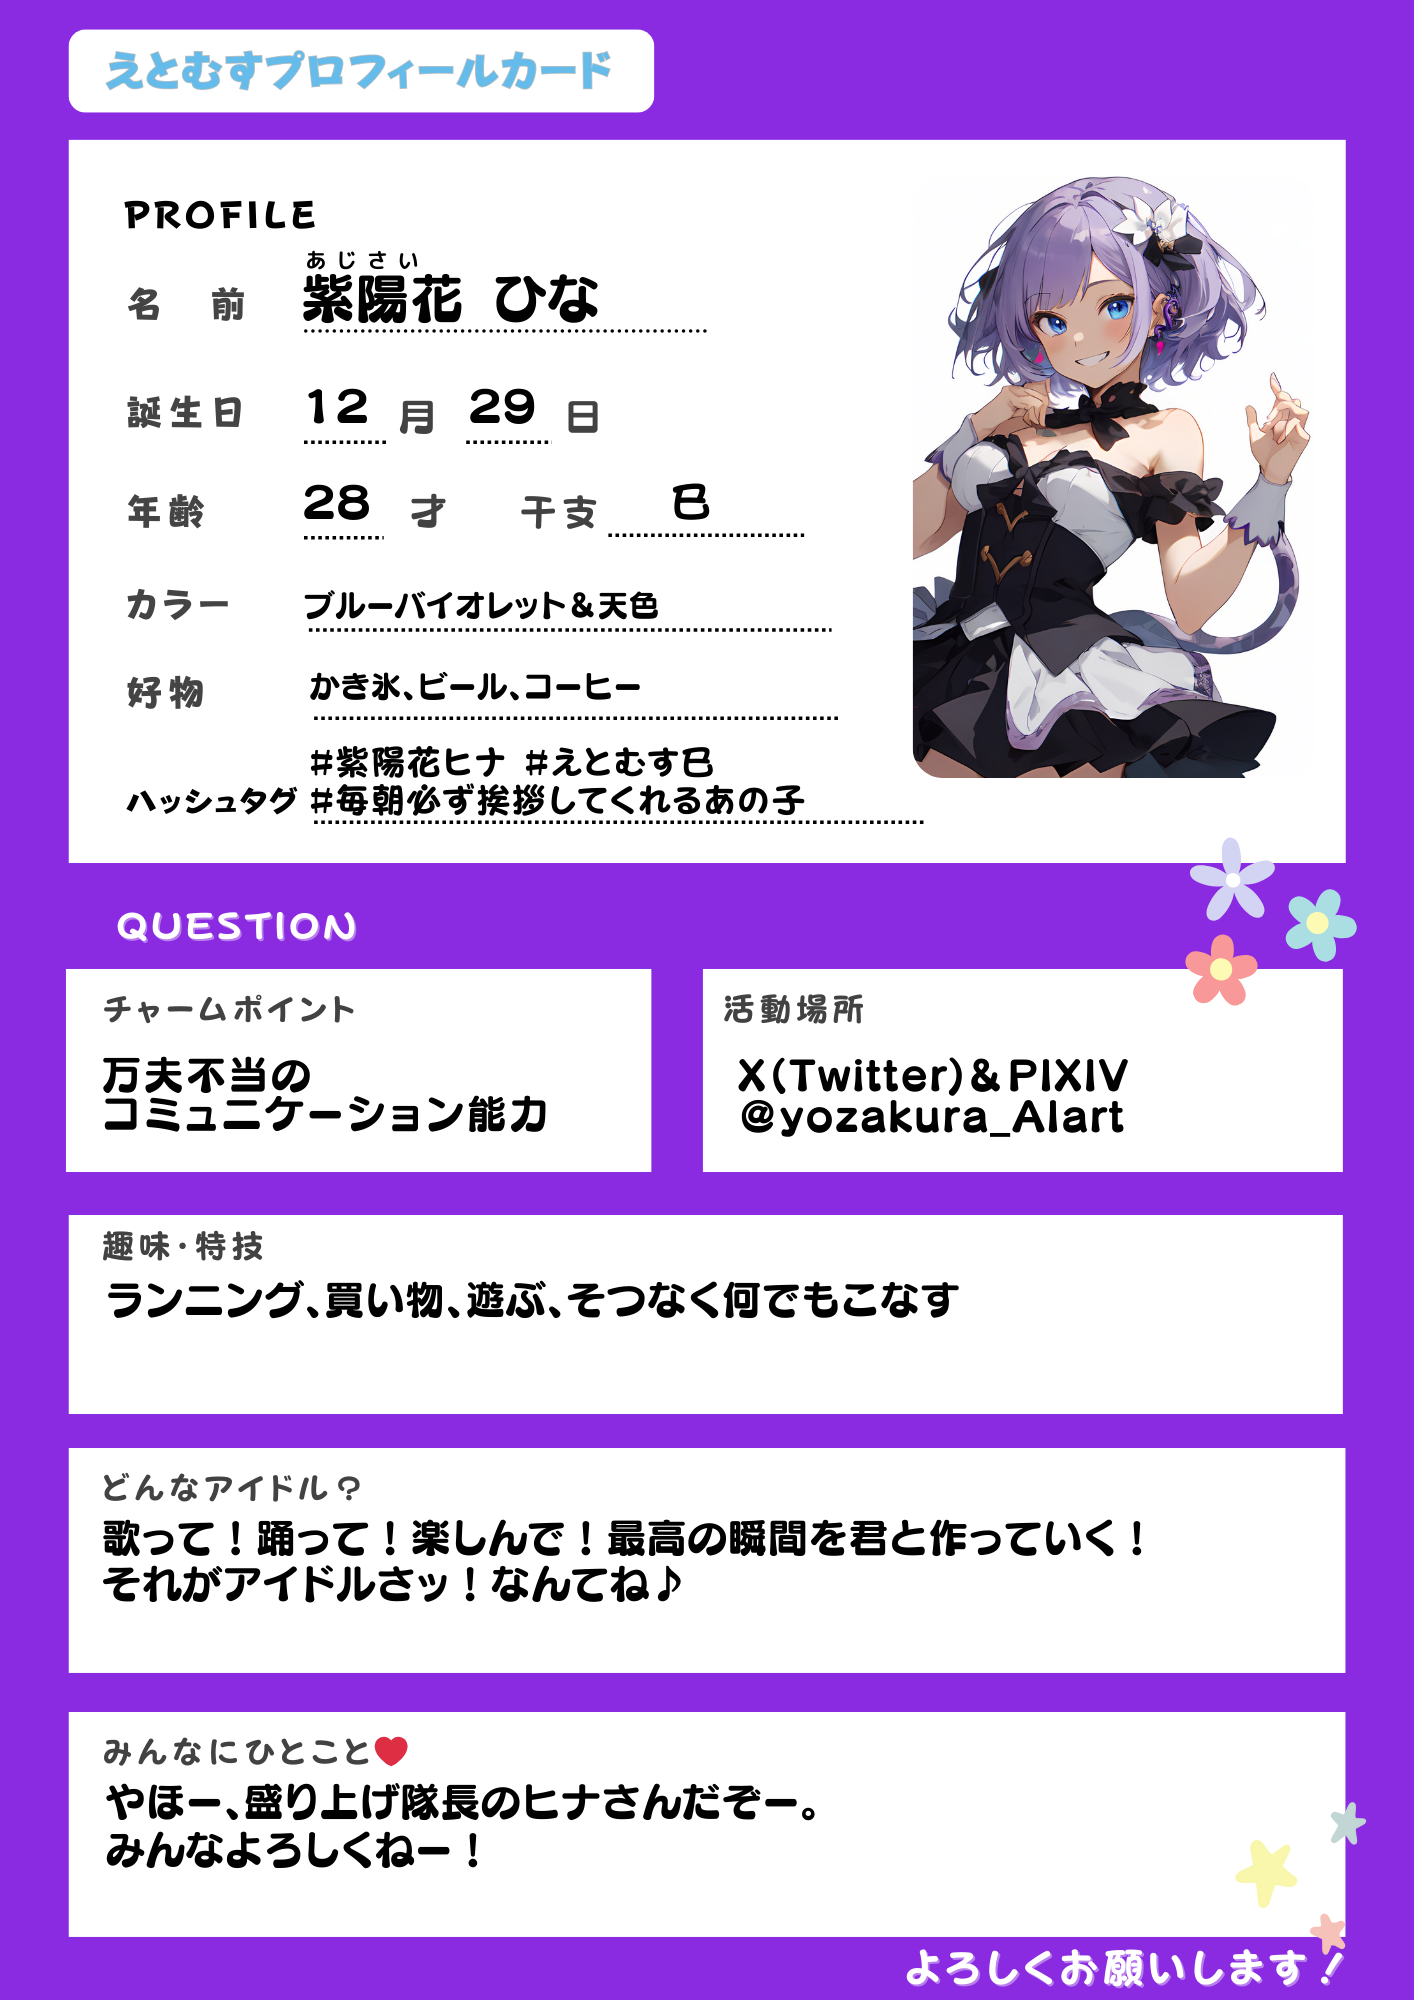 えとむすプロフィールカード
PROFILE
あじさい
名　前 紫陽花 ひな
誕生日 12 月 29 日
年齢 28 才 干支 巳
カラー ブルーバイオレット＆天色
好物 かき氷、ビール、コーヒー
#紫陽花ヒナ #えとむす巳
ハッシュタグ #毎朝必ず挨拶してくれるあの子
QUESTION
チャームポイント
万夫不当の
コミュニケーション能力
活動場所
X(Twitter)＆PIXIV
@yozakura_AIart
趣味・特技
ランニング、買い物、遊ぶ、そつなく何でもこなす
どんなアイドル？
歌って！踊って！楽しんで！最高の瞬間を君と作っていく！
それがアイドルさッ！なんてね♪
みんなにひとこと❤
やほー、盛り上げ隊長のヒナさんだぞー。
みんなよろしくねー！
よろしくお願いします！